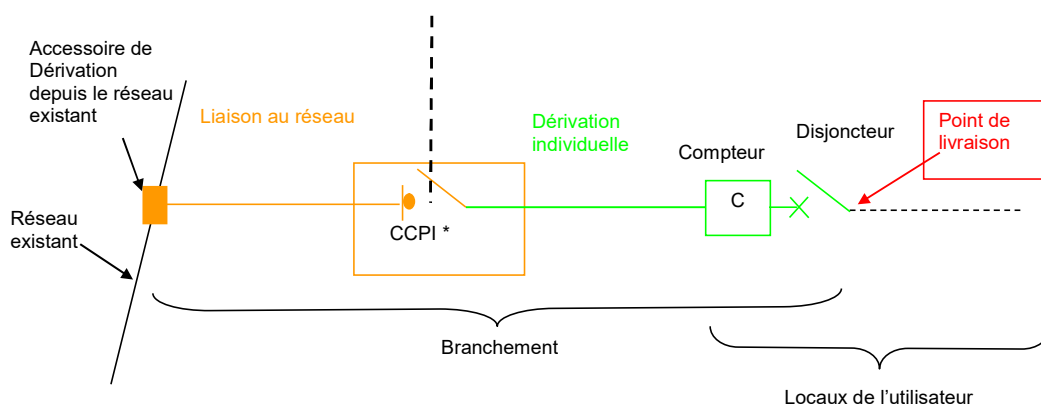 Accessoire de
Dérivation
depuis le réseau
existant
Liaison au réseau
Dérivation
individuelle
Compteur
Disjoncteur
Point de
livraison
C
CCPI *
Réseau
existant
Branchement
Locaux de l'utilisateur